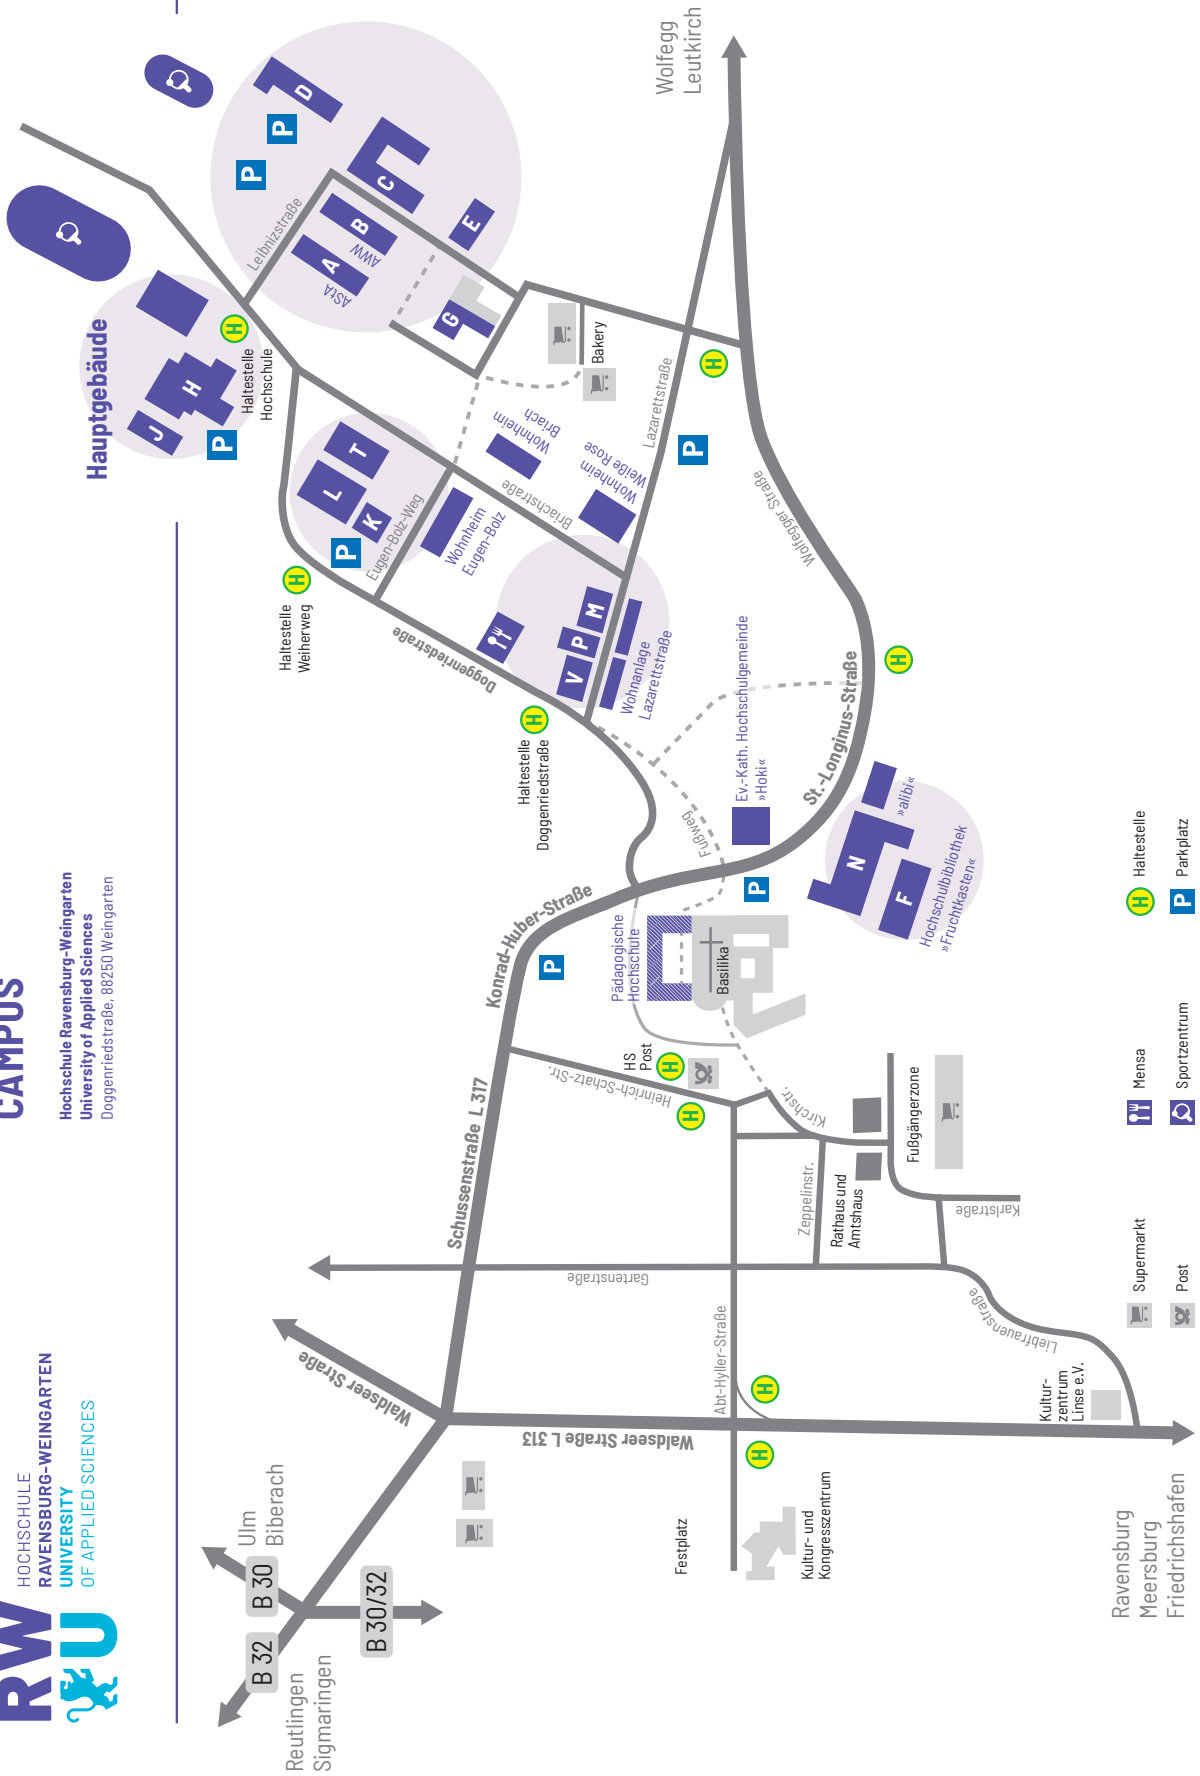 RW
U
HOCHSCHULE
RAVENSBURG-WEINGARTEN
UNIVERSITY
OF APPLIED SCIENCES
CAMPUS
Hochschule Ravensburg-Weingarten
University of Applied Sciences
Doggenriedstraße, 88250 Weingarten
Hauptgebäude
Reutlingen
Sigmaringen
B 32
B 30
Ulm
Biberach
B 30/32
Waldseer Straße
Schussenstraße L 317
Konrad-Huber-Straße
Waldseer Straße L 313
Gartenstraße
Heinrich-Schatz-Str.
HS
Post
H
H
Abt-Hyller-Straße
H
H
Festplatz
Kultur- und
Kongresszentrum
Zeppelinstr.
Kirchstr.
Rathaus und
Amtshaus
Fußgängerzone
Karlstraße
Liebfrauenstraße
Kultur-
zentrum
Linse e.V.
Ravensburg
Meersburg
Friedrichshafen
P
Pädagogische
Hochschule
Basilika
P
Fußweg
Ev.-Kath. Hochschulgemeinde
»Hoki«
St.-Longinus-Straße
H
N
F
»alibi«
Hochschulbibliothek
»Fruchtkasten«
Haltestelle
Doggenriedstraße
H
Doggenriedstraße
V
P
M
Wohnanlage
Lazarettstraße
Haltestelle
Weiherweg
H
P
Eugen-Bolz-Weg
L
K
T
Wohnheim
Eugen-Bolz
Briachstraße
Wohnheim
Briach
Wohnheim
Weiße Rose
P
Lazarettstraße
H
Wolfegger Straße
Bakery
J
H
P
Haltestelle
Hochschule
H
Leibnizstraße
A
AStA
B
AWW
C
D
E
G
P
P
Wolfegg
Leutkirch
Supermarkt
Post
Mensa
Sportzentrum
H
Haltestelle
P
Parkplatz